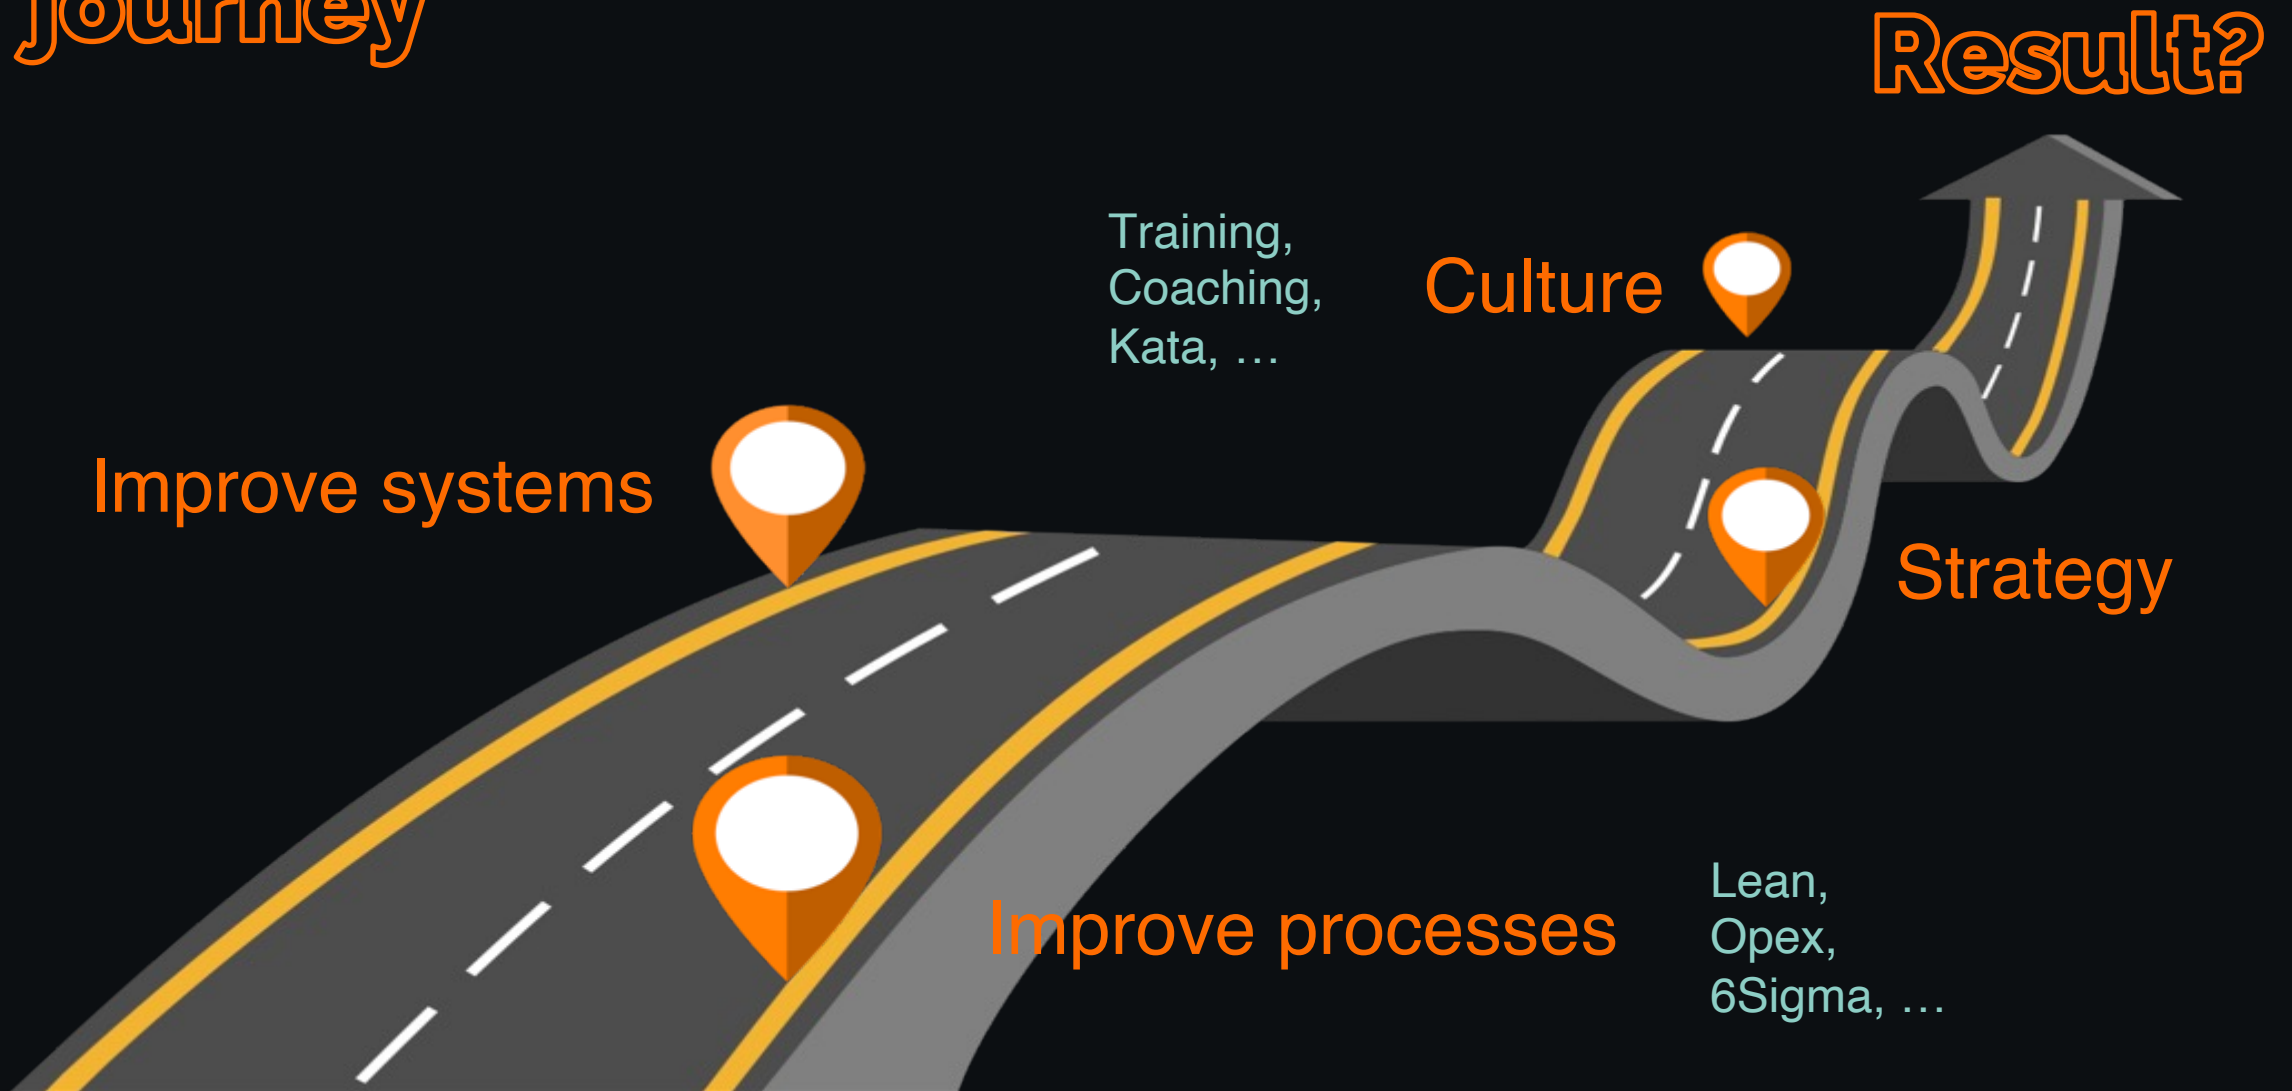 Journey
Result?
Training,
Coaching,
Kata, …
Culture
Improve systems
Strategy
Improve processes
Lean,
Opex,
6Sigma, …